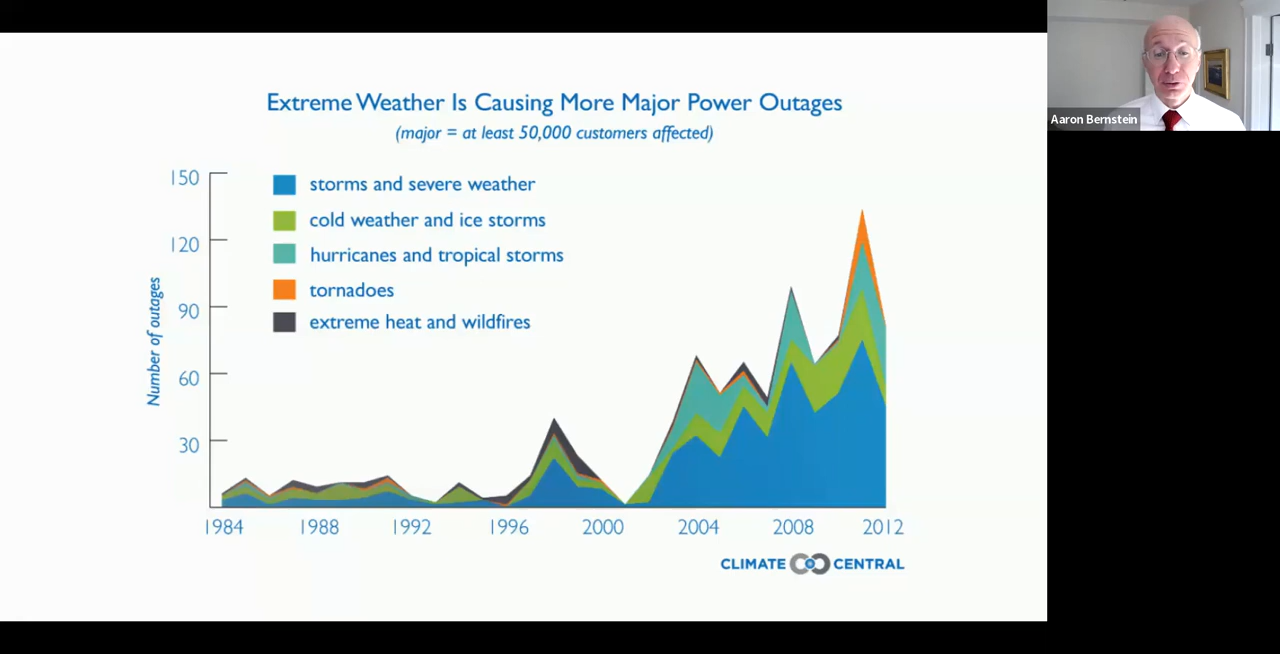 Extreme Weather Is Causing More Major Power Outages
(major = at least 50,000 customers affected)
150
120
90
60
30
Number of outages
storms and severe weather
cold weather and ice storms
hurricanes and tropical storms
tornadoes
extreme heat and wildfires
1984 1988 1992 1996 2000 2004 2008 2012
CLIMATE CENTRAL
Aaron Bernstein